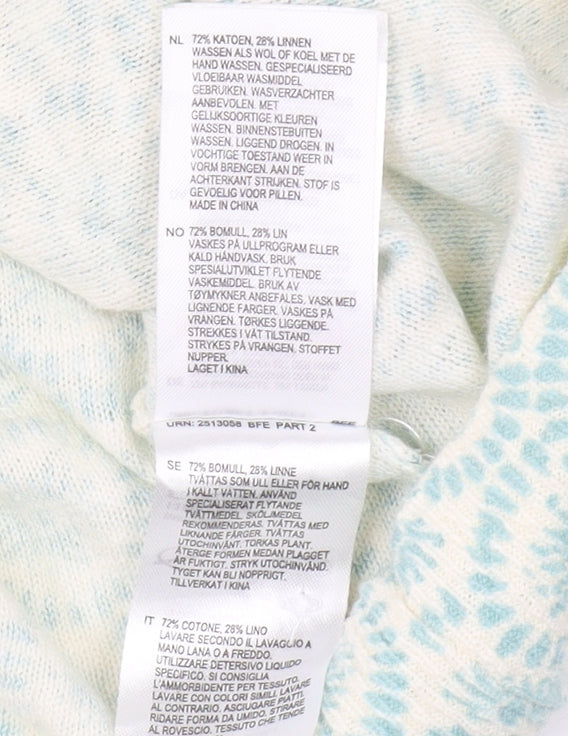 NL 72% KATOEN, 28% LINNEN
WASSEN ALS WOL OF KOEL MET DE
HAND WASSEN. GESPECIALISEERD
VLOEIBAAR WASMIDDEL
GEBRUIKEN. WASVERZACHTER
AANBEVOLEN. MET
GELIJKSOORTIGE KLEUREN
WASSEN. BINNENSTEBUITEN
WASSEN. LIGGEND DROGEN. IN
VOCHTIGE TOESTAND WEER IN
VORM BRENGEN. AAN DE
ACHTERKANT STRIJKEN. STOF IS
GEVOELIG VOOR PILLEN.
MADE IN CHINA
NO 72% BOMULL, 28% LIN
VASKES PÅ ULLPROGRAM ELLER
KALD HÅNDVASK. BRUK
SPESIALUTVIKLET FLYTENDE
VASKEMIDDEL. BRUK AV
TØYMYKNER ANBEFALES, VASK MED
LIGNENDE FARGER. VASKES PÅ
VRANGEN. TØRKES LIGGENDE.
STREKKES I VÅT TILSTAND.
STRYKES PÅ VRANGEN. STOFFET
NUPPER.
LAGET I KINA
URN: 2513058 BFE PART 2
SE 72% BOMULL, 28% LINNE
TVÄTTAS SOM ULL ELLER FÖR HAND
I KALLT VATTEN. ANVÄND
SPECIALISERAT FLYTANDE
TVÄTTMEDEL. SKÖLJMEDEL
REKOMMENDERAS. TVÄTTAS MED
LIKNANDE FÄRGER. TVÄTTAS
UTOCHINVÄNT. TORKAS PLANT.
ÅTERGE FORMEN MEDAN PLAGGET
ÄR FUKTIGT. STRYK UTOCHINVÄND.
TYGET KAN BLI NOPPRIGT.
TILLVERKAT I KINA
IT 72% COTONE, 28% LINO
LAVARE SECONDO IL LAVAGGIO A
MANO LANA O A FREDDO.
UTILIZZARE DETERSIVO LIQUIDO
SPECIFICO. SI CONSIGLIA
L'AMMORBIDENTE PER TESSUTO.
LAVARE CON COLORI SIMILI. LAVARE
AL CONTRARIO. ASCIUGARE PIATTI,
RIDARE FORMA DA UMIDO. STIRARE
AL ROVESCIO. TESSUTO CHE TENDE